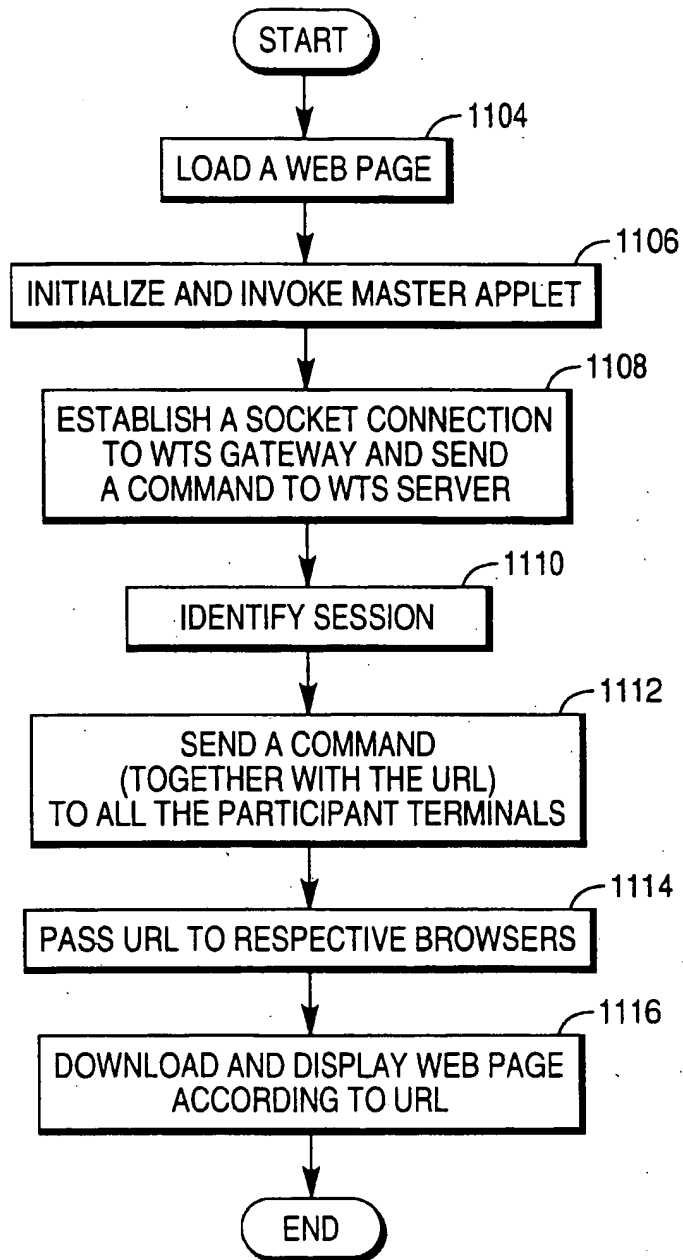 START
1104
LOAD A WEB PAGE
1106
INITIALIZE AND INVOKE MASTER APPLET
1108
ESTABLISH A SOCKET CONNECTION
TO WTS GATEWAY AND SEND
A COMMAND TO WTS SERVER
1110
IDENTIFY SESSION
1112
SEND A COMMAND
(TOGETHER WITH THE URL)
TO ALL THE PARTICIPANT TERMINALS
1114
PASS URL TO RESPECTIVE BROWSERS
1116
DOWNLOAD AND DISPLAY WEB PAGE
ACCORDING TO URL
END